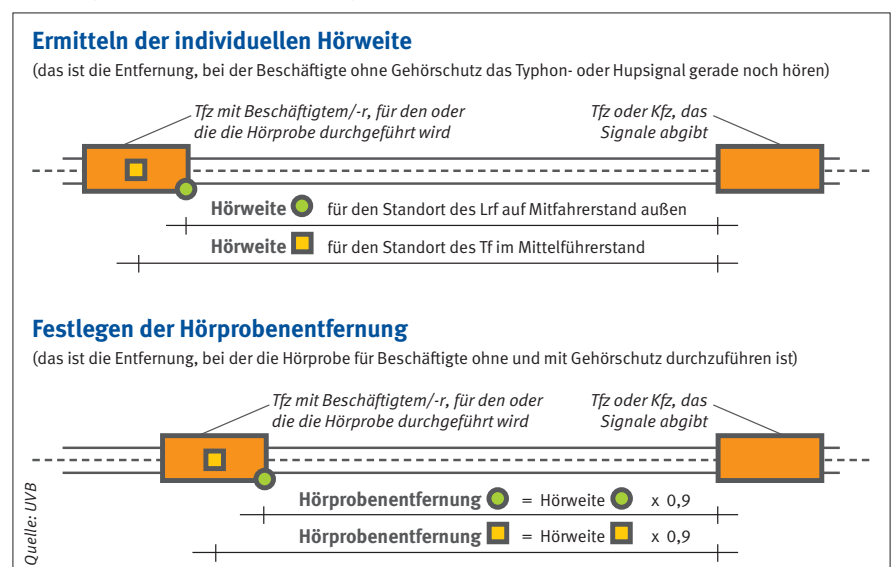 Ermitteln der individuellen Hörweite
(das ist die Entfernung, bei der Beschäftigte ohne Gehörschutz das Typhon- oder Hupsignal gerade noch hören)
Tfz mit Beschäftigtem/-r, für den oder
die die Hörprobe durchgeführt wird
Tfz oder Kfz, das
Signale abgibt
Hörweite für den Standort des Lrf auf Mitfahrerstand außen
Hörweite für den Standort des Tf im Mittelführerstand
Festlegen der Hörprobenentfernung
(das ist die Entfernung, bei der die Hörprobe für Beschäftigte ohne und mit Gehörschutz durchzuführen ist)
Tfz mit Beschäftigtem/-r, für den oder
die die Hörprobe durchgeführt wird
Tfz oder Kfz, das
Signale abgibt
Hörprobenentfernung = Hörweite x 0,9
Hörprobenentfernung = Hörweite x 0,9
Quelle: UVB